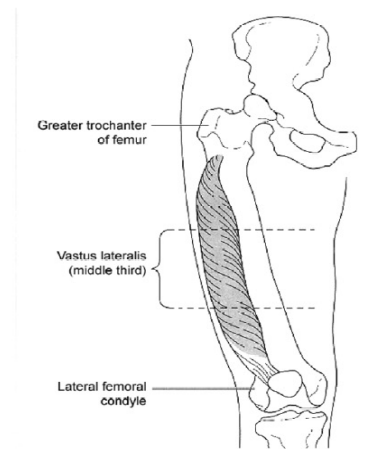 Greater trochanter
of femur
Vastus lateralis
(middle third)
Lateral femoral
condyle